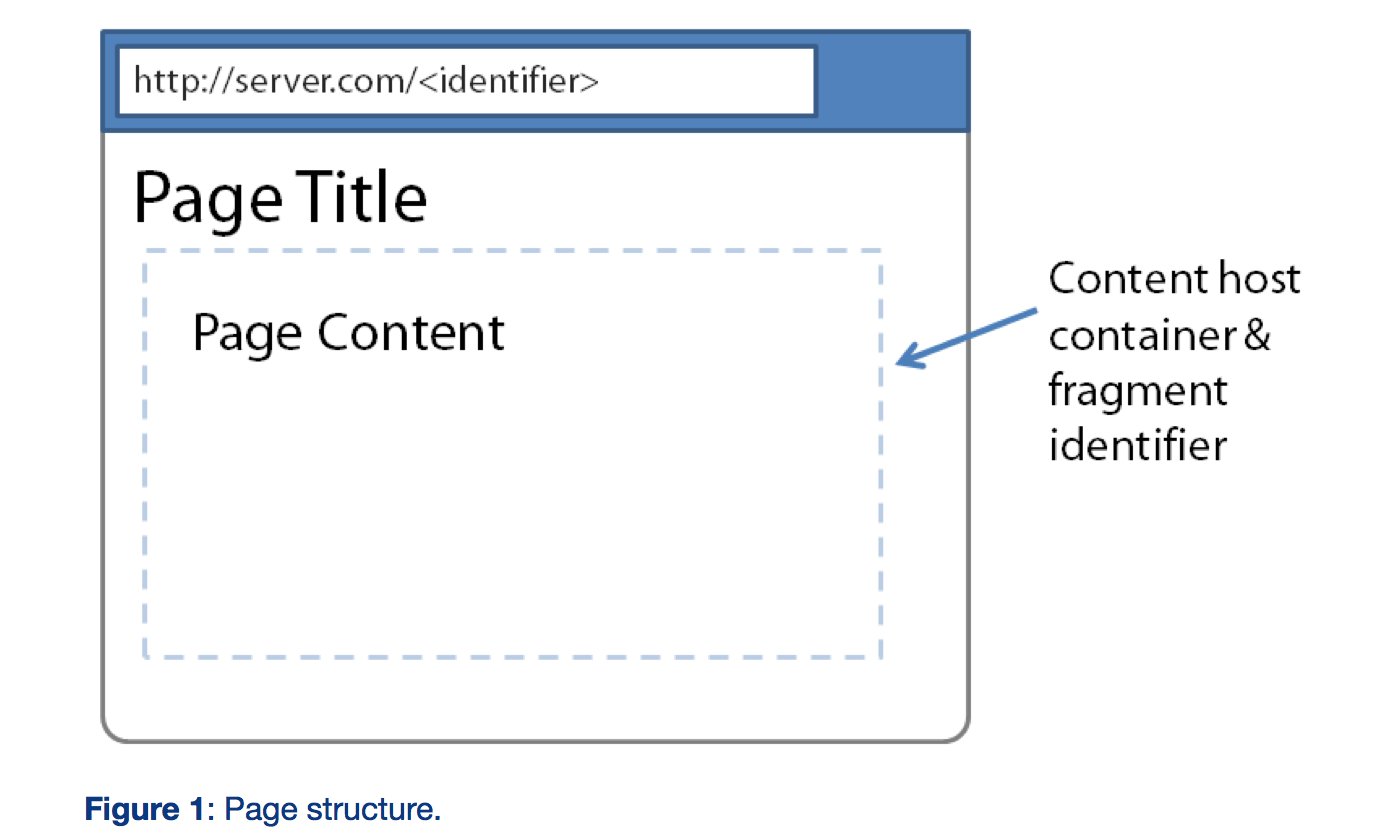 http://server.com/<identifier>
Page Title
Page Content
Content host
container &
fragment
identifier
Figure 1: Page structure.